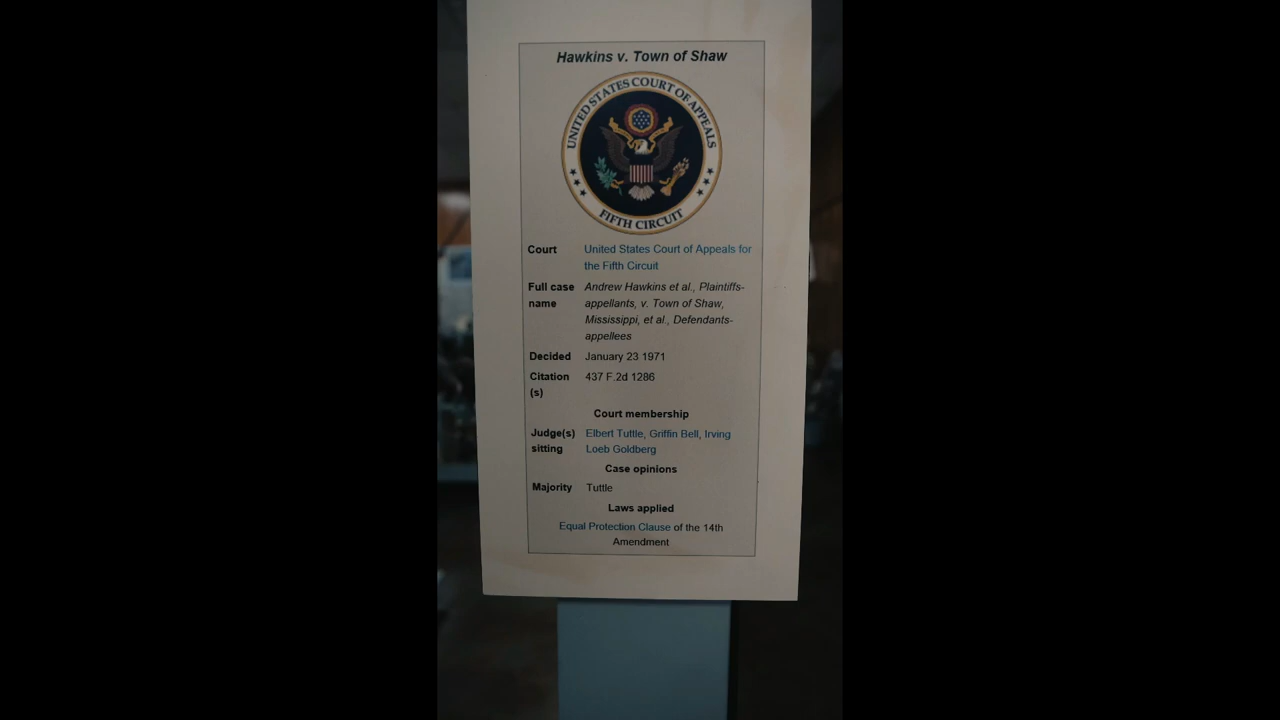 Hawkins v. Town of Shaw
UNITED STATES COURT OF APPEALS
FIFTH CIRCUIT
Court United States Court of Appeals for
the Fifth Circuit
Full case Andrew Hawkins et al., Plaintiffs-
name appellants, v. Town of Shaw,
Mississippi, et al., Defendants-
appellees
Decided January 23 1971
Citation 437 F.2d 1286
(s)
Court membership
Judge(s) Elbert Tuttle, Griffin Bell, Irving
sitting Loeb Goldberg
Case opinions
Majority Tuttle
Laws applied
Equal Protection Clause of the 14th
Amendment